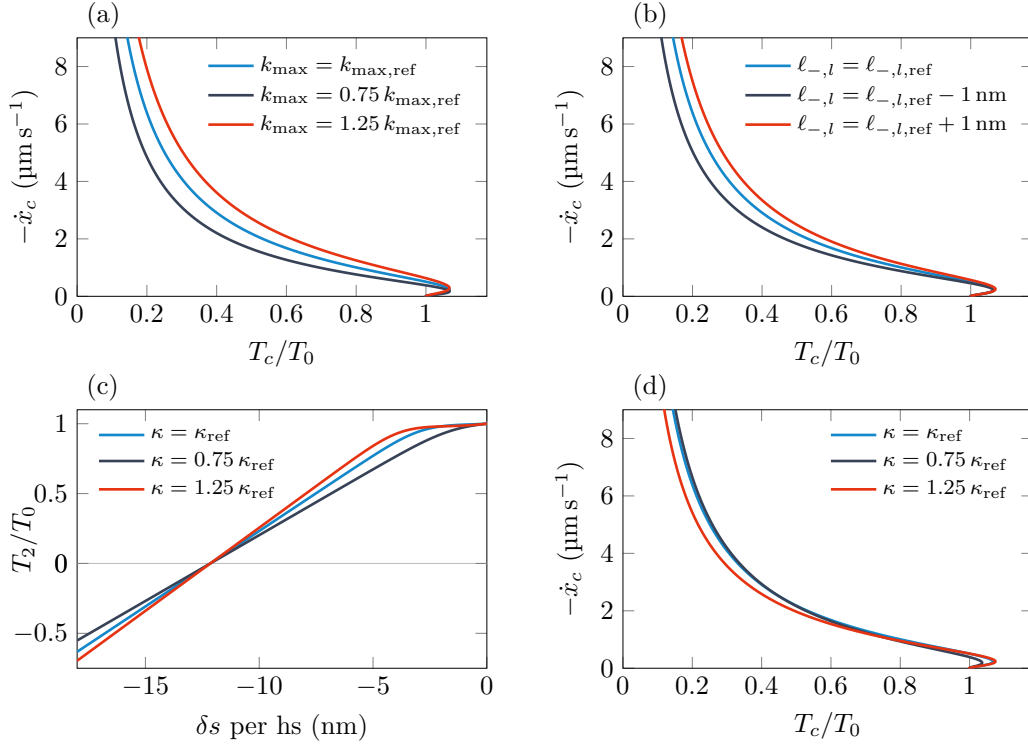 (a)
−ẋ_c (µm s⁻¹)
8
6
4
2
0
k_max = k_max,ref
k_max = 0.75 k_max,ref
k_max = 1.25 k_max,ref
0 0.2 0.4 0.6 0.8 1
T_c/T_0
(b)
−ẋ_c (µm s⁻¹)
8
6
4
2
0
ℓ_−,l = ℓ_−,l,ref
ℓ_−,l = ℓ_−,l,ref − 1 nm
ℓ_−,l = ℓ_−,l,ref + 1 nm
0 0.2 0.4 0.6 0.8 1
T_c/T_0
(c)
T_2/T_0
1
0.5
0
−0.5
κ = κ_ref
κ = 0.75 κ_ref
κ = 1.25 κ_ref
−15 −10 −5 0
δs per hs (nm)
(d)
−ẋ_c (µm s⁻¹)
8
6
4
2
0
κ = κ_ref
κ = 0.75 κ_ref
κ = 1.25 κ_ref
0 0.2 0.4 0.6 0.8 1
T_c/T_0